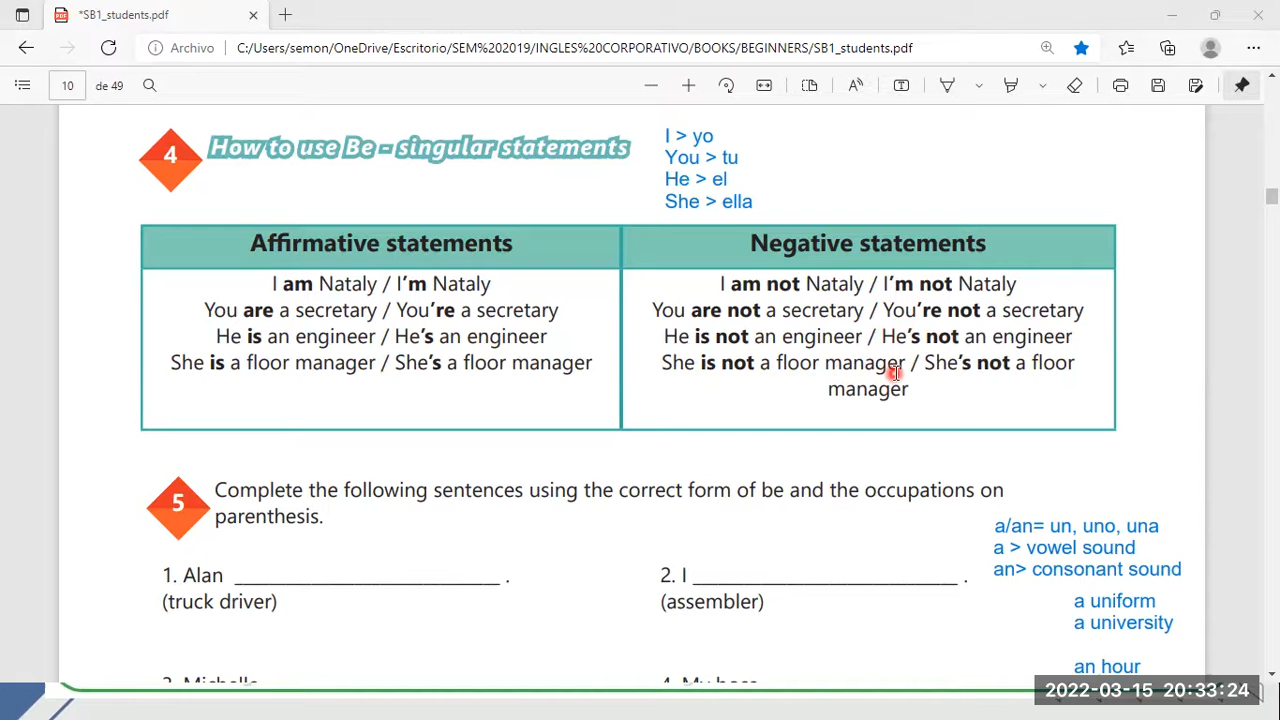 *SB1_students.pdf
Archivo C:/Users/semon/OneDrive/Escritorio/SEM%202019/INGLES%20CORPORATIVO/BOOKS/BEGINNERS/SB1_students.pdf
10 de 49
4 How to use Be - singular statements
I > yo
You > tu
He > el
She > ella
Affirmative statements
I am Nataly / I'm Nataly
You are a secretary / You're a secretary
He is an engineer / He's an engineer
She is a floor manager / She's a floor manager
Negative statements
I am not Nataly / I'm not Nataly
You are not a secretary / You're not a secretary
He is not an engineer / He's not an engineer
She is not a floor manager / She's not a floor
manager
5 Complete the following sentences using the correct form of be and the occupations on
parenthesis.
a/an= un, uno, una
a > vowel sound
an> consonant sound
a uniform
a university
an hour
1. Alan ________________________ .
(truck driver)
2. I ________________________ .
(assembler)
3. Michelle
4. My boss
2022-03-15 20:33:24